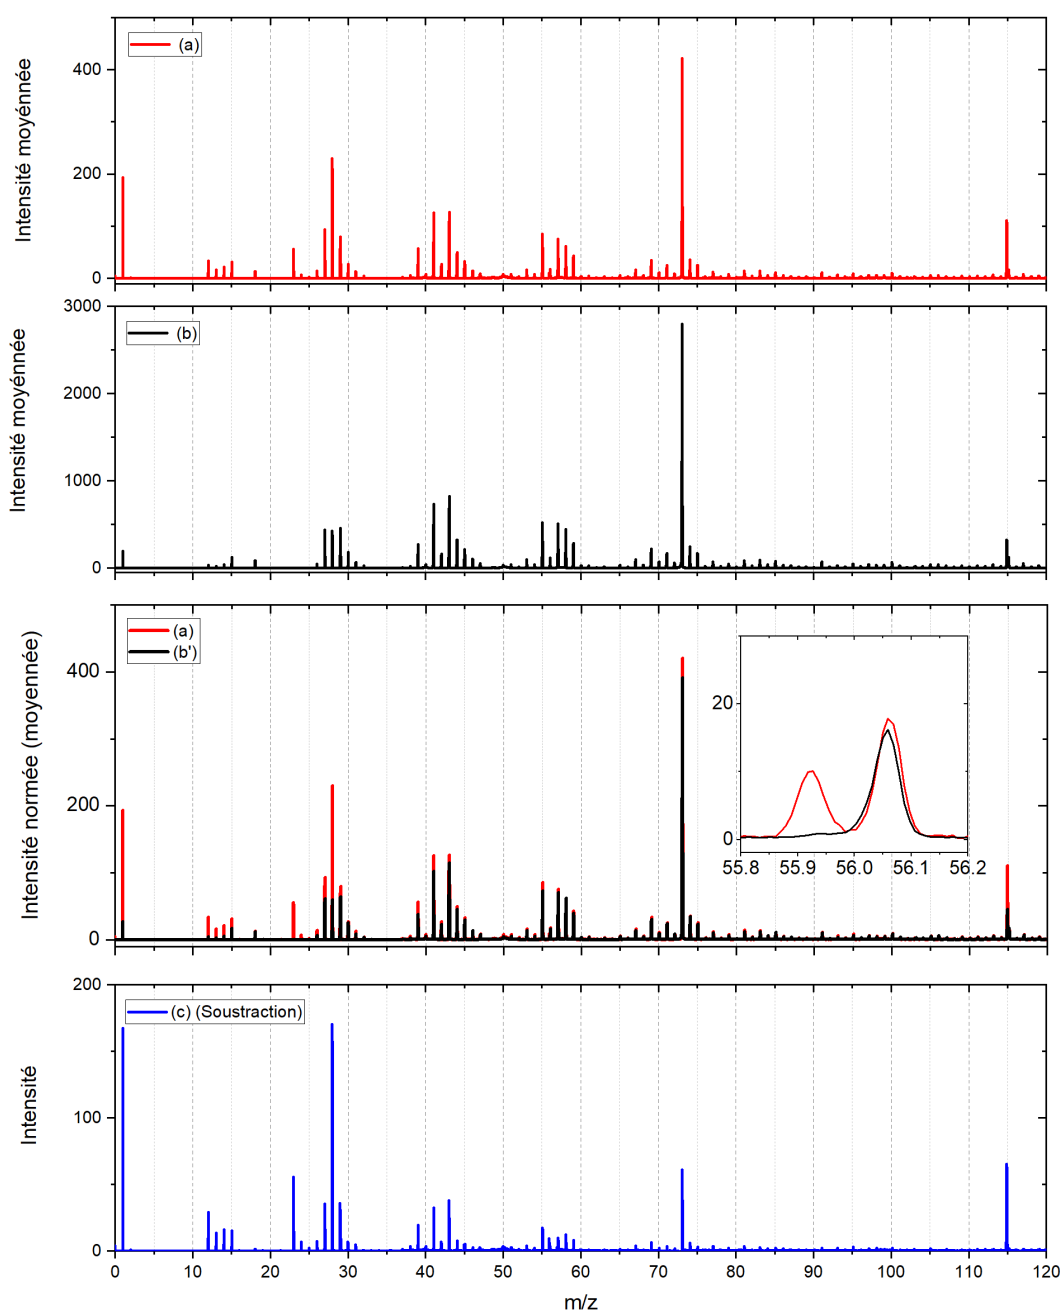 (a)
Intensité moyénnée
400
200
0
(b)
Intensité moyénnée
3000
2000
1000
0
(a)
(b')
Intensité normée (moyennée)
400
200
0
20
0
55.8 55.9 56.0 56.1 56.2
(c) (Soustraction)
Intensité
200
100
0
0 10 20 30 40 50 60 70 80 90 100 110 120
m/z